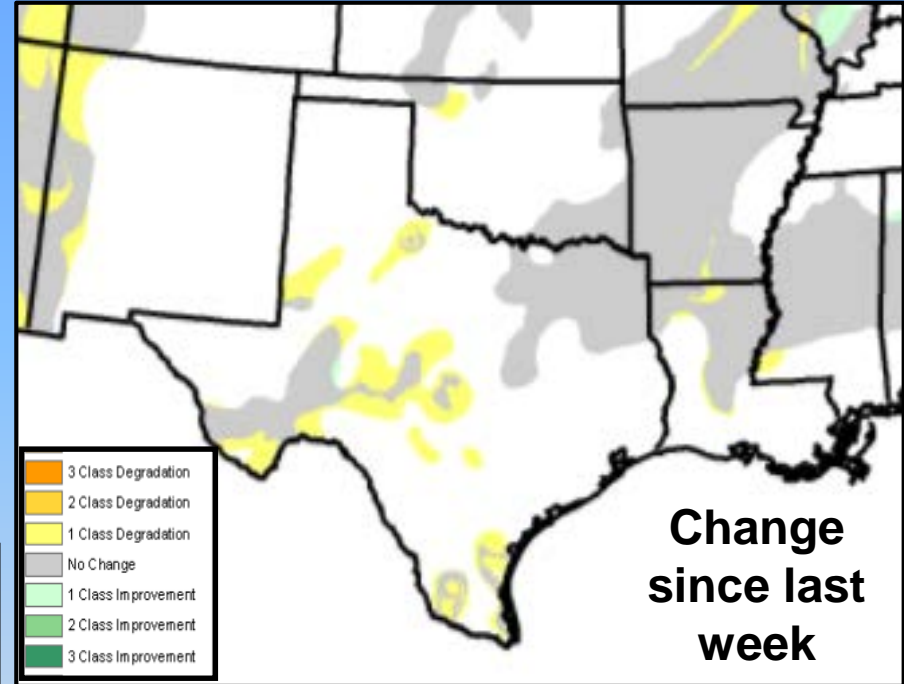 3 Class Degradation
2 Class Degradation
1 Class Degradation
No Change
1 Class Improvement
2 Class Improvement
3 Class Improvement
Change
since last
week